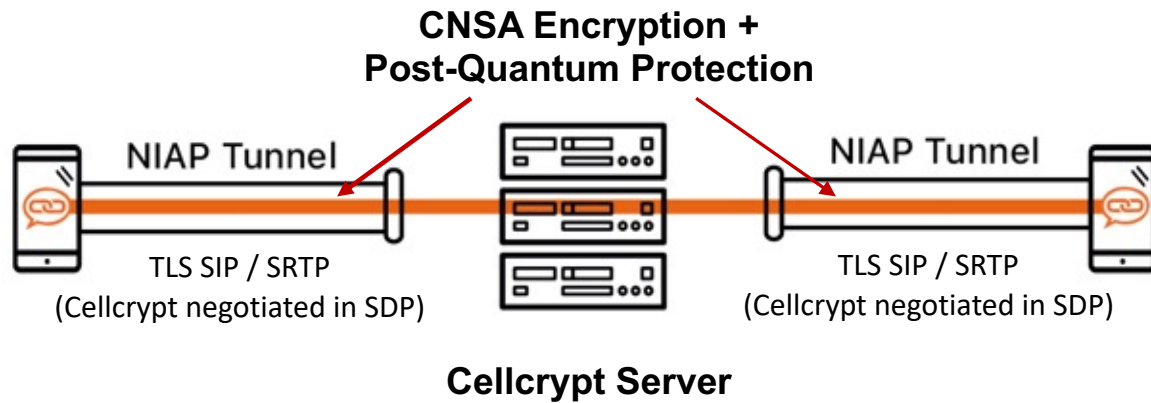 CNSA Encryption +
Post-Quantum Protection
NIAP Tunnel
NIAP Tunnel
TLS SIP / SRTP
(Cellcrypt negotiated in SDP)
TLS SIP / SRTP
(Cellcrypt negotiated in SDP)
Cellcrypt Server